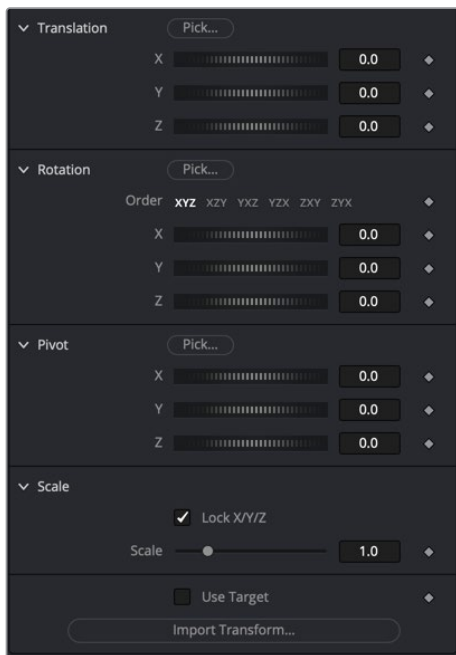 Translation Pick...
X 0.0
Y 0.0
Z 0.0
Rotation Pick...
Order XYZ XZY YXZ YZX ZXY ZYX
X 0.0
Y 0.0
Z 0.0
Pivot Pick...
X 0.0
Y 0.0
Z 0.0
Scale
Lock X/Y/Z
Scale 1.0
Use Target
Import Transform...